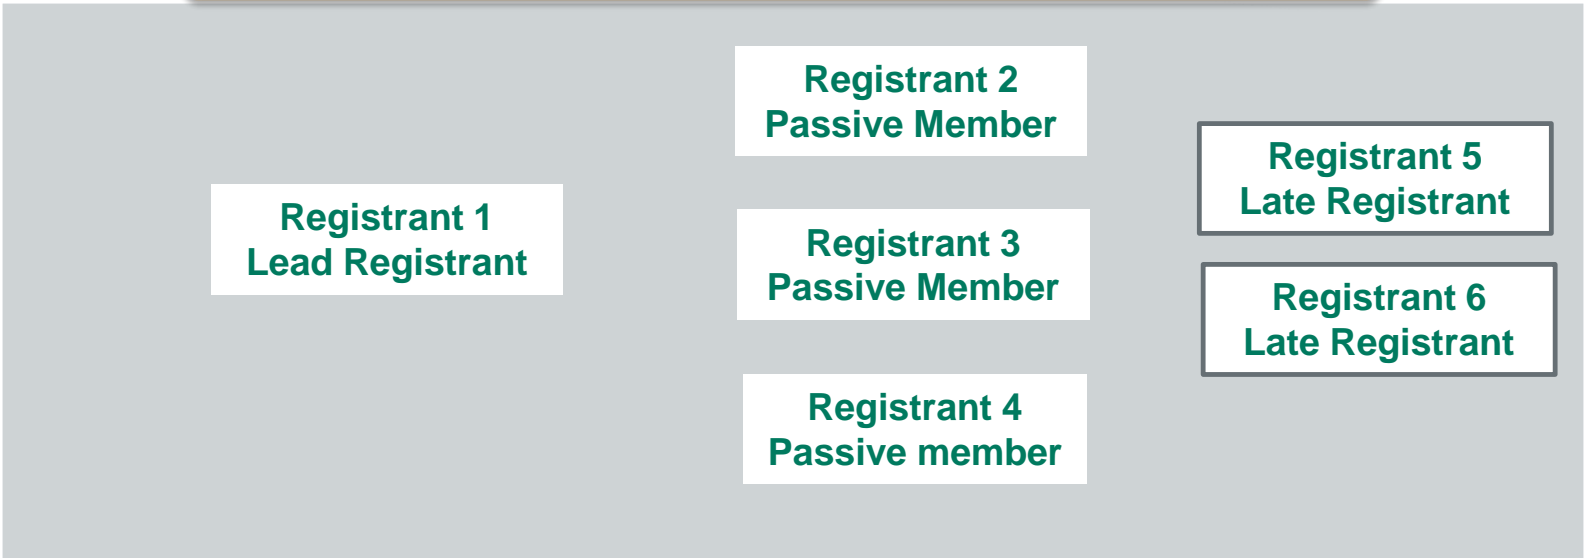 Registrant 1
Lead Registrant
Registrant 2
Passive Member
Registrant 3
Passive Member
Registrant 4
Passive member
Registrant 5
Late Registrant
Registrant 6
Late Registrant